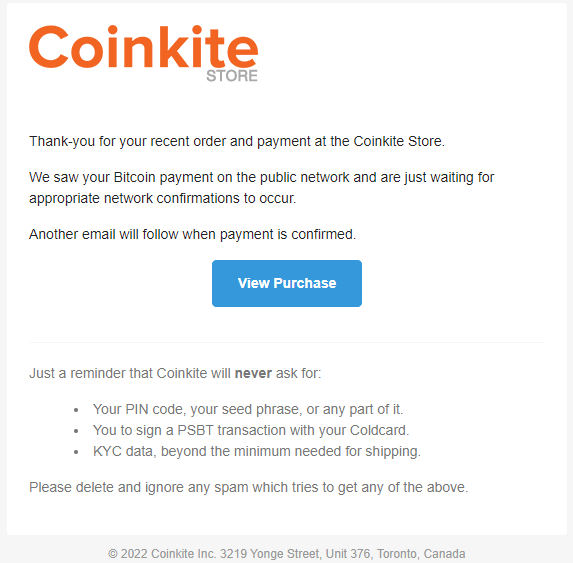 Coinkite
STORE
Thank-you for your recent order and payment at the Coinkite Store.
We saw your Bitcoin payment on the public network and are just waiting for
appropriate network confirmations to occur.
Another email will follow when payment is confirmed.
View Purchase
Just a reminder that Coinkite will never ask for:
• Your PIN code, your seed phrase, or any part of it.
• You to sign a PSBT transaction with your Coldcard.
• KYC data, beyond the minimum needed for shipping.
Please delete and ignore any spam which tries to get any of the above.
© 2022 Coinkite Inc. 3219 Yonge Street, Unit 376, Toronto, Canada